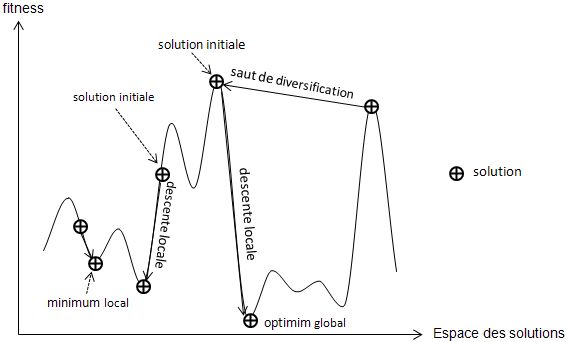 fitness
solution initiale
saut de diversification
solution initiale
solution
descente locale
descente locale
minimum local
optimim global
Espace des solutions